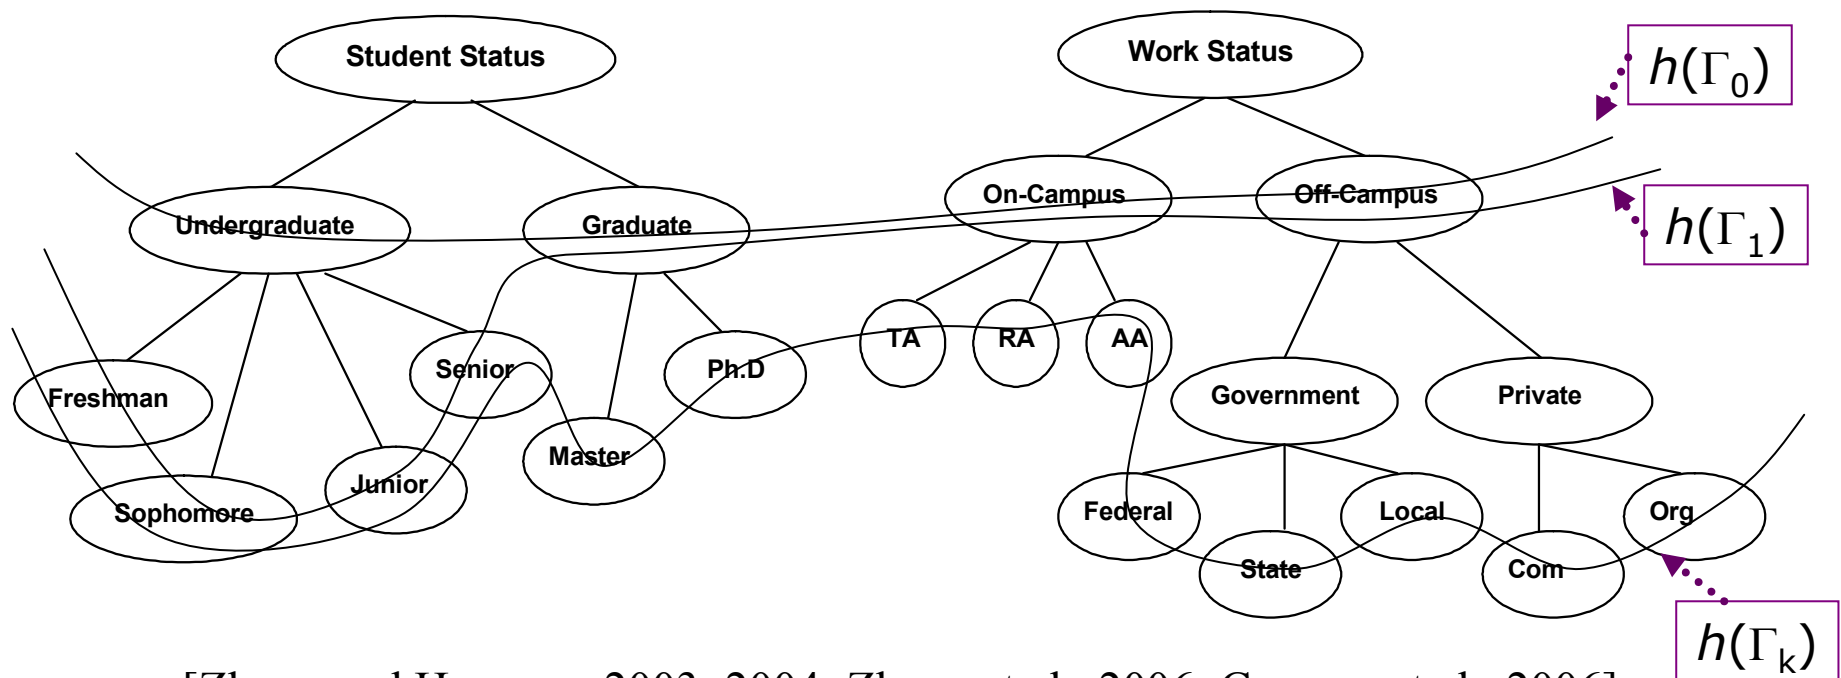 Student Status
Work Status
h(Γ0)
On-Campus
Off-Campus
Undergraduate
Graduate
h(Γ1)
TA
RA
AA
Senior
Ph.D
Freshman
Government
Private
Master
Junior
Sophomore
Federal
Local
Org
State
Com
h(Γk)